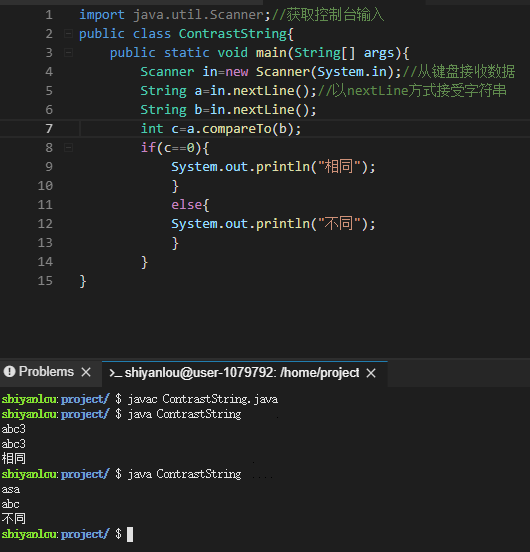 1 import java.util.Scanner;//获取控制台输入
2 public class ContrastString{
3 public static void main(String[] args){
4 Scanner in=new Scanner(System.in);//从键盘接收数据
5 String a=in.nextLine();//以nextLine方式接受字符串
6 String b=in.nextLine();
7 int c=a.compareTo(b);
8 if(c==0){
9 System.out.println("相同");
10 }
11 else{
12 System.out.println("不同");
13 }
14 }
15 }
Problems shiyanlou@user-1079792: /home/project
shiyanlou:project/ $ javac ContrastString.java
shiyanlou:project/ $ java ContrastString
abc3
abc3
相同
shiyanlou:project/ $ java ContrastString
asa
abc
不同
shiyanlou:project/ $